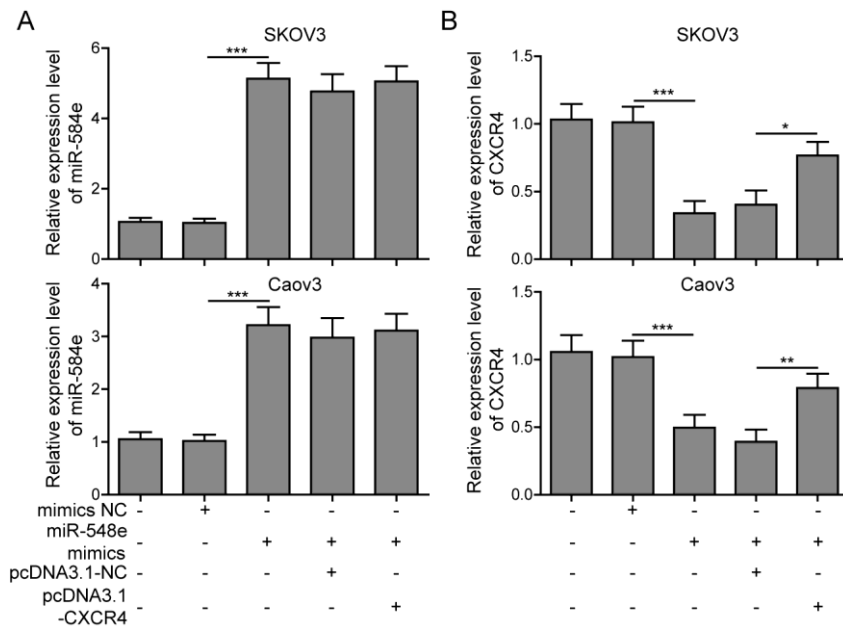 A
SKOV3
***
Relative expression level
of miR-584e
6
4
2
0
Caov3
***
Relative expression level
of miR-584e
4
3
2
1
0
B
SKOV3
***
*
Relative expression level
of CXCR4
1.5
1.0
0.5
0.0
Caov3
***
**
Relative expression level
of CXCR4
1.5
1.0
0.5
0.0
mimics NC - + - - - - + - - -
miR-548e
mimics - - + + + - - + + +
pcDNA3.1-NC - - - + - - - - + -
pcDNA3.1
-CXCR4 - - - - + - - - - +